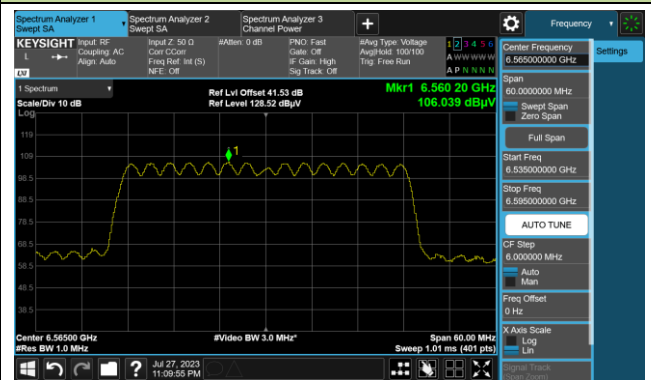 Spectrum Analyzer 1
Swept SA
Spectrum Analyzer 2
Swept SA
Spectrum Analyzer 3
Channel Power
Frequency
KEYSIGHT
L
LXI
Input: RF
Coupling: AC
Align: Auto
Input Z: 50 Ω
Corr CCorr
Freq Ref: Int (S)
NFE: Off
#Atten: 0 dB
PNO: Fast
Gate: Off
IF Gain: High
Sig Track: Off
#Avg Type: Voltage
Avg|Hold: 100/100
Trig: Free Run
1 2 3 4 5 6
A W W W W W
A P N N N N
Center Frequency
6.565000000 GHz
Settings
1 Spectrum
Scale/Div 10 dB
Log
Ref Lvl Offset 41.53 dB
Ref Level 128.52 dBµV
Mkr1 6.560 20 GHz
106.039 dBµV
1
119
109
98.5
88.5
78.5
68.5
58.5
48.5
38.5
Span
60.0000000 MHz
Swept Span
Zero Span
Full Span
Start Freq
6.535000000 GHz
Stop Freq
6.595000000 GHz
AUTO TUNE
CF Step
6.000000 MHz
Auto
Man
Freq Offset
0 Hz
X Axis Scale
Log
Lin
Signal Track
(Span Zoom)
Center 6.56500 GHz
#Res BW 1.0 MHz
#Video BW 3.0 MHz*
Span 60.00 MHz
Sweep 1.01 ms (401 pts)
?
Jul 27, 2023
11:09:55 PM